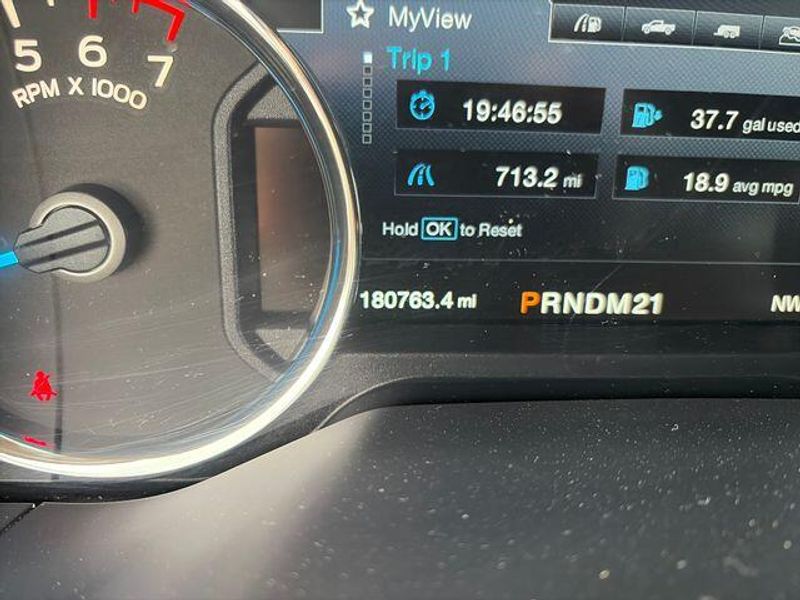 5 6 7
RPM X 1000
MyView
Trip 1
19:46:55
37.7 gal used
713.2 mi
18.9 avg mpg
Hold OK to Reset
180763.4 mi
PRNDM21
NW